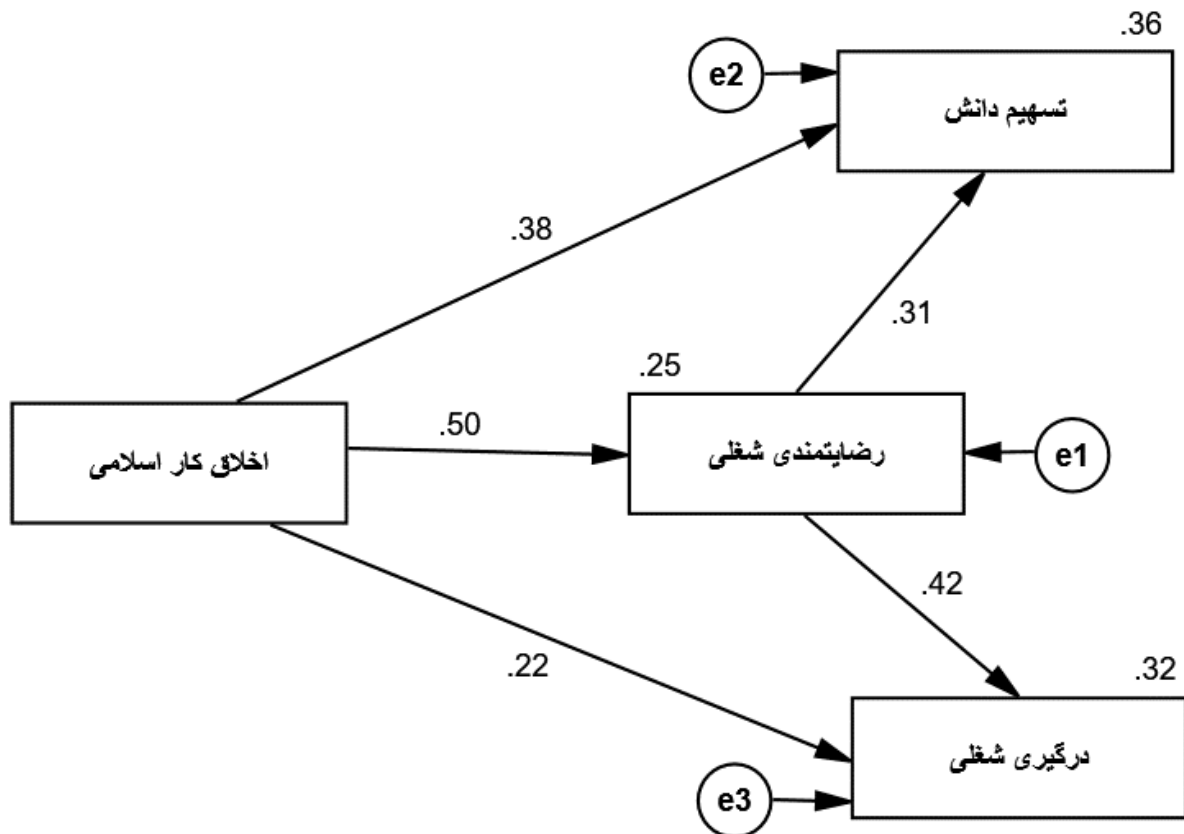 .36
e2
تسهیم دانش
.38
.31
.25
.50
اخلاق کار اسلامی
رضایتمندی شغلی
e1
.42
.22
.32
درگیری شغلی
e3